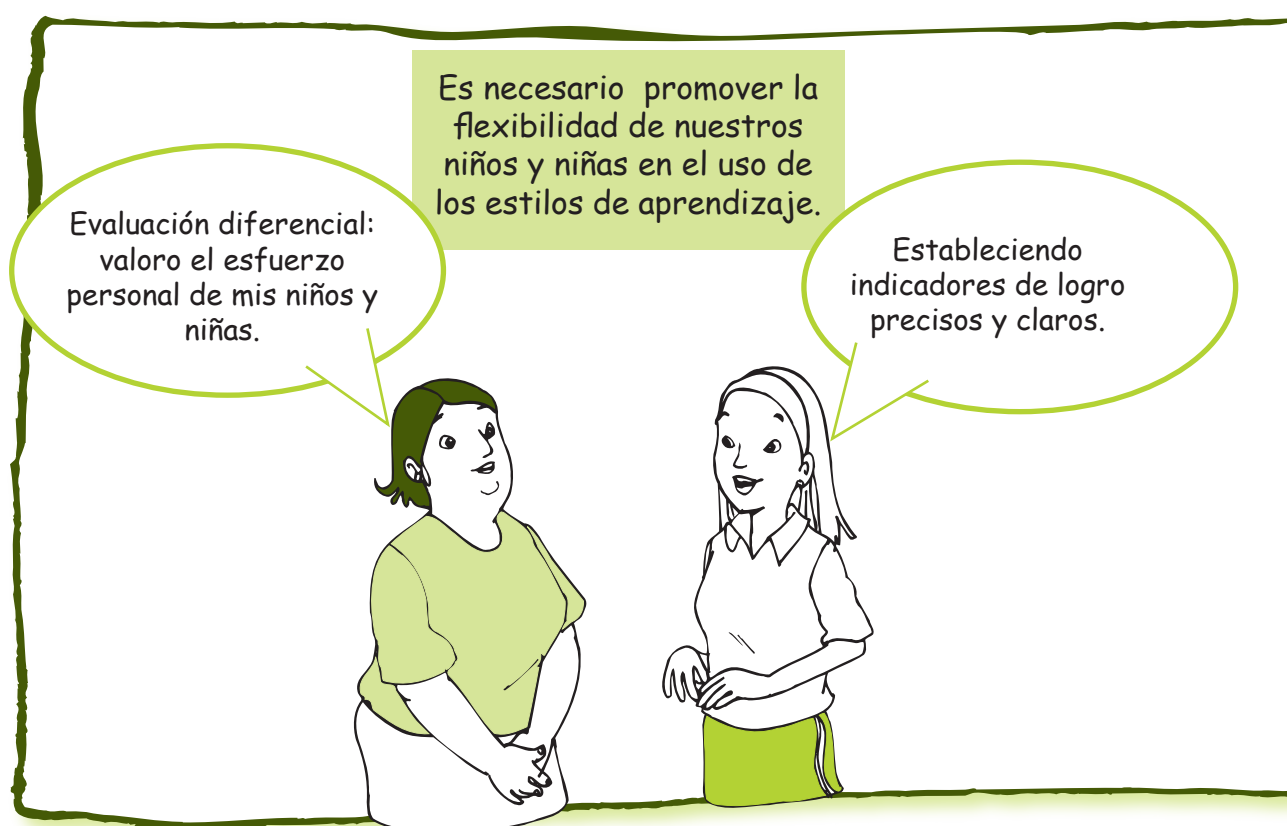 Es necesario promover la
flexibilidad de nuestros
niños y niñas en el uso de
los estilos de aprendizaje.
Evaluación diferencial:
valoro el esfuerzo
personal de mis niños y
niñas.
Estableciendo
indicadores de logro
precisos y claros.